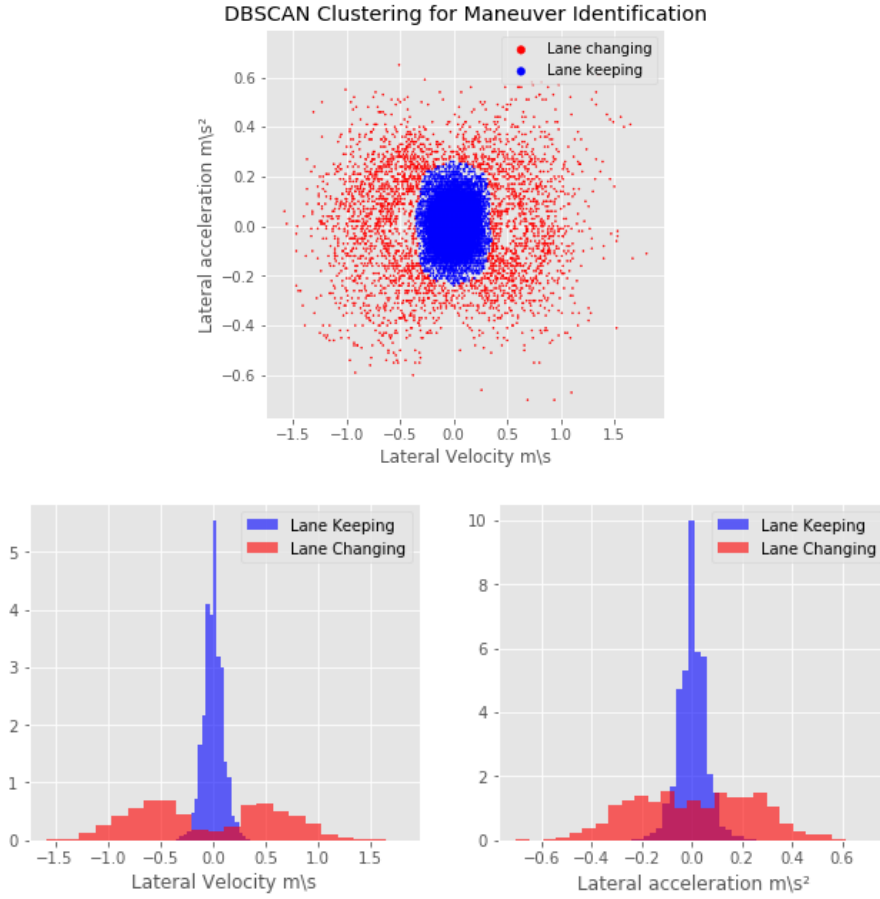 DBSCAN Clustering for Maneuver Identification
Lane changing
Lane keeping
0.6
0.4
0.2
0.0
−0.2
−0.4
−0.6
Lateral acceleration m\s²
−1.5 −1.0 −0.5 0.0 0.5 1.0 1.5
Lateral Velocity m\s
Lane Keeping
Lane Changing
5
4
3
2
1
0
−1.5 −1.0 −0.5 0.0 0.5 1.0 1.5
Lateral Velocity m\s
Lane Keeping
Lane Changing
10
8
6
4
2
0
−0.6 −0.4 −0.2 0.0 0.2 0.4 0.6
Lateral acceleration m\s²